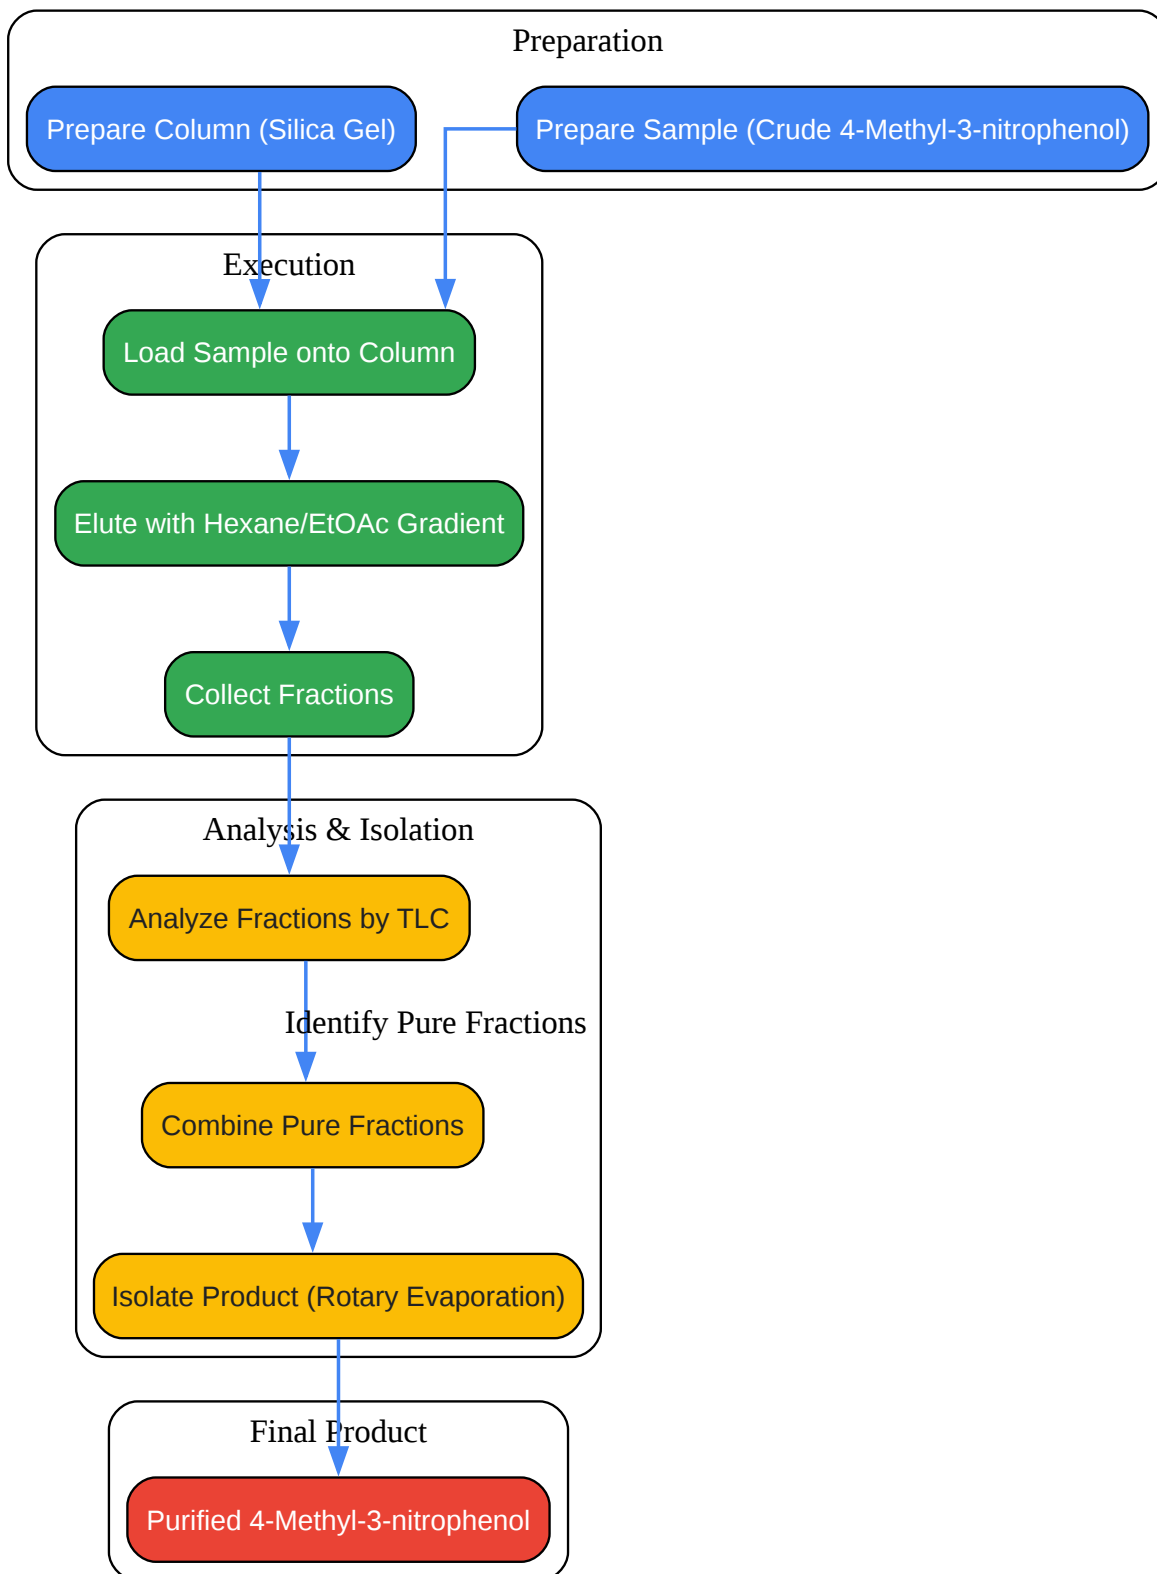 Preparation
Prepare Column (Silica Gel)
Prepare Sample (Crude 4-Methyl-3-nitrophenol)
Execution
Load Sample onto Column
Elute with Hexane/EtOAc Gradient
Collect Fractions
Analysis & Isolation
Analyze Fractions by TLC
Identify Pure Fractions
Combine Pure Fractions
Isolate Product (Rotary Evaporation)
Final Product
Purified 4-Methyl-3-nitrophenol